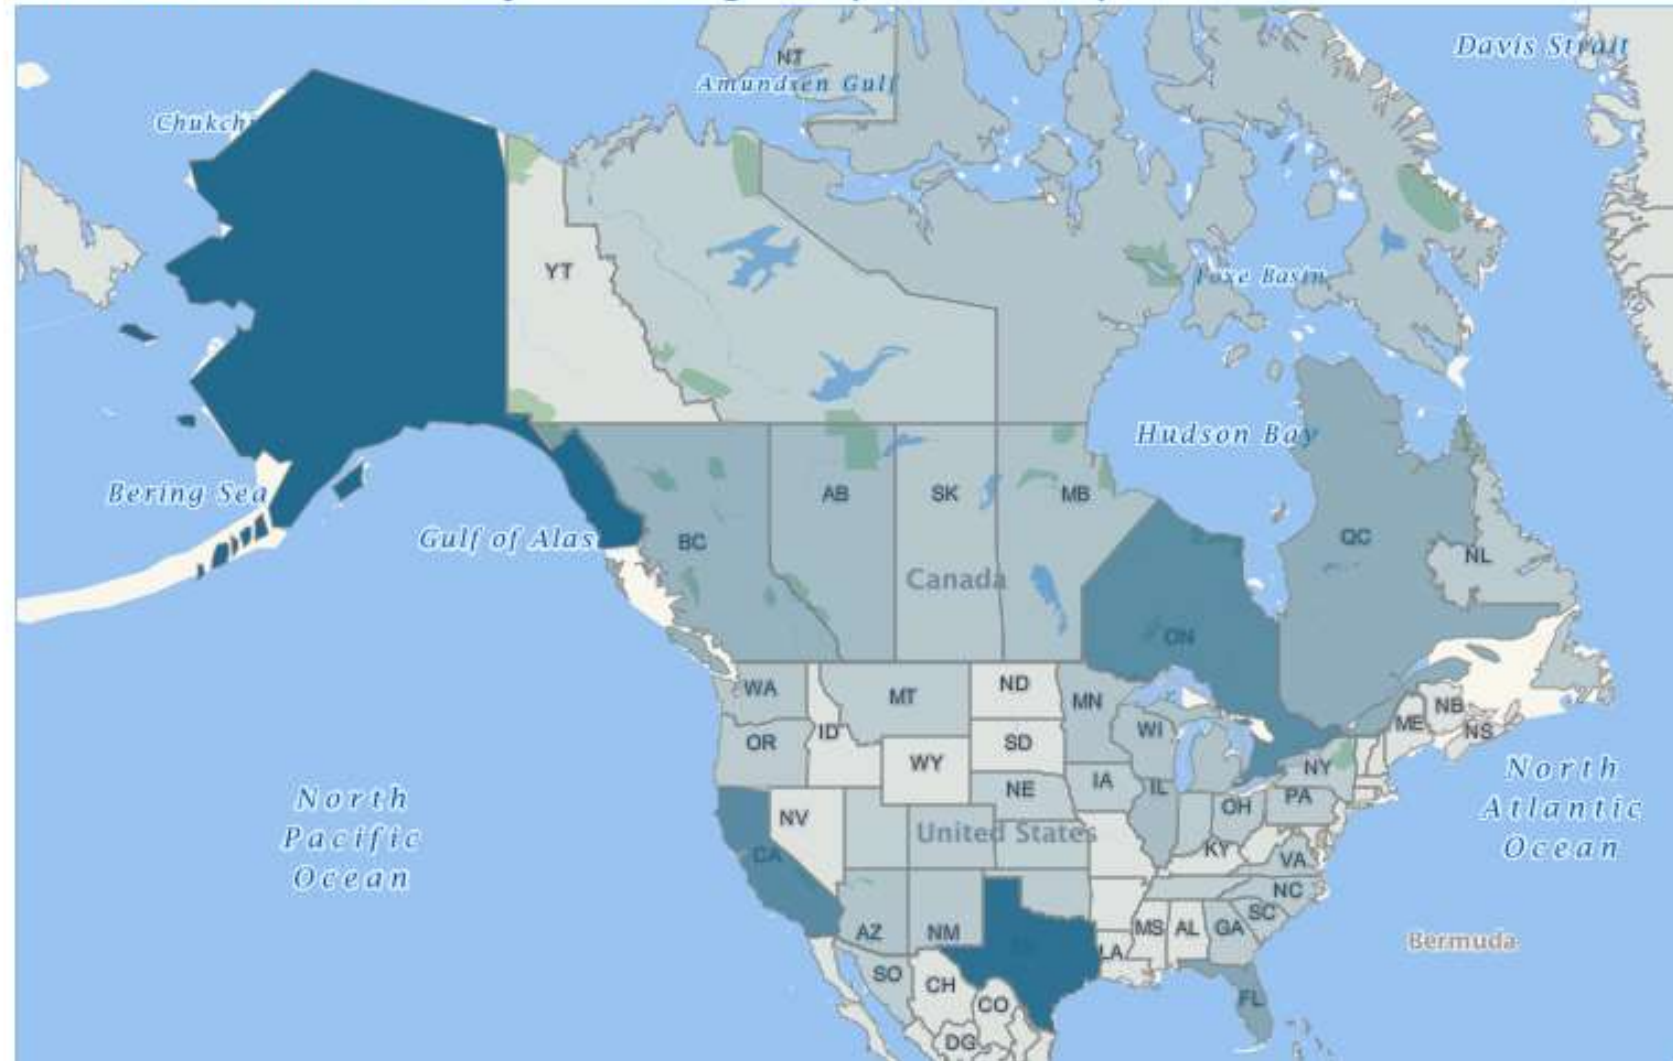 NT
Amundsen Gulf
Davis Strait
Chukchi
YT
Foxe Basin
Hudson Bay
Bering Sea
Gulf of Alas
AB
SK
MB
BC
QC
NL
Canada
ON
WA
MT
ND
MN
OR
ID
SD
WI
ME
NB
NS
WY
NY
North
Pacific
Ocean
North
Atlantic
Ocean
NE
IA
IL
OH
PA
NV
United States
CA
KY
VA
NC
SC
AZ
NM
MS
AL
GA
LA
Bermuda
SO
CH
CO
FL
DG